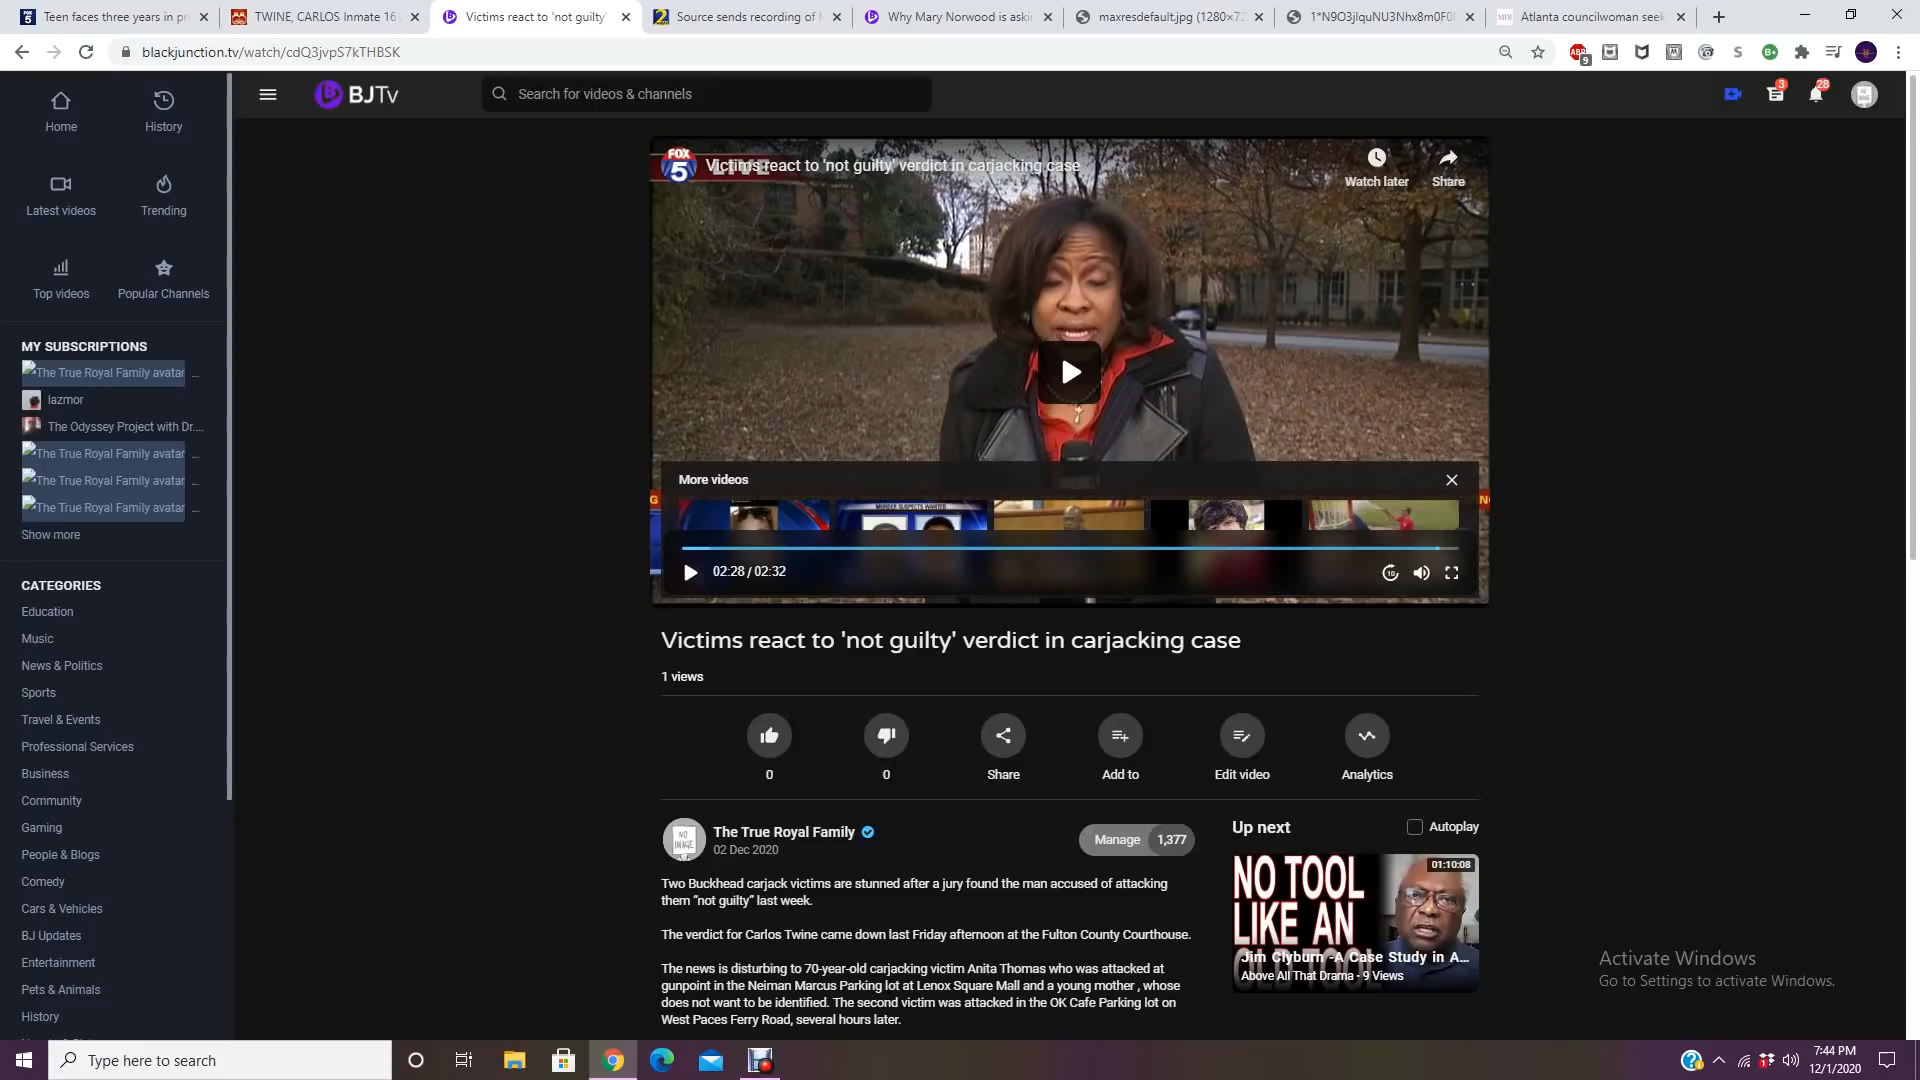 Teen faces three years in pr
TWINE, CARLOS Inmate 16
Victims react to 'not guilty'
Source sends recording of
Why Mary Norwood is aski
maxresdefault.jpg (1280×72
1*N9O3jlquNU3Nhx8m0F0
Atlanta councilwoman seek
blackjunction.tv/watch/cdQ3jvpS7kTHBSK
9
BJTv
Search for videos & channels
3
28
Home
History
Latest videos
Trending
Top videos
Popular Channels
MY SUBSCRIPTIONS
The True Royal Family avatar ...
lazmor
The Odyssey Project with Dr....
The True Royal Family avatar ...
The True Royal Family avatar ...
The True Royal Family avatar ...
Show more
CATEGORIES
Education
Music
News & Politics
Sports
Travel & Events
Professional Services
Business
Community
Gaming
People & Blogs
Comedy
Cars & Vehicles
BJ Updates
Entertainment
Pets & Animals
History
FOX 5
LIVE
Victims react to 'not guilty' verdict in carjacking case
Watch later
Share
More videos
MURDER SUSPECTS WANTED
02:28 / 02:32
10
Victims react to 'not guilty' verdict in carjacking case
1 views
0
0
Share
Add to
Edit video
Analytics
NO IMAGE
The True Royal Family
02 Dec 2020
Manage 1,377
Two Buckhead carjack victims are stunned after a jury found the man accused of attacking
them “not guilty” last week.
The verdict for Carlos Twine came down last Friday afternoon at the Fulton County Courthouse.
The news is disturbing to 70-year-old carjacking victim Anita Thomas who was attacked at
gunpoint in the Neiman Marcus Parking lot at Lenox Square Mall and a young mother , whose
does not want to be identified. The second victim was attacked in the OK Cafe Parking lot on
West Paces Ferry Road, several hours later.
Up next
Autoplay
01:10:08
NO TOOL
LIKE AN
OLD TOOL
Jim Clyburn -A Case Study in A...
Above All That Drama - 9 Views
Activate Windows
Go to Settings to activate Windows.
Type here to search
7:44 PM
12/1/2020